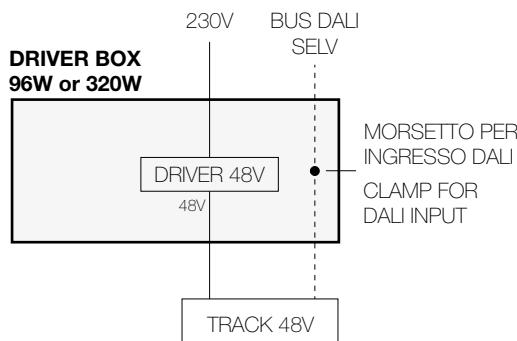 230V
BUS DALI
SELV
DRIVER BOX
96W or 320W
MORSETTO PER
INGRESSO DALI
CLAMP FOR
DALI INPUT
DRIVER 48V
48V
TRACK 48V